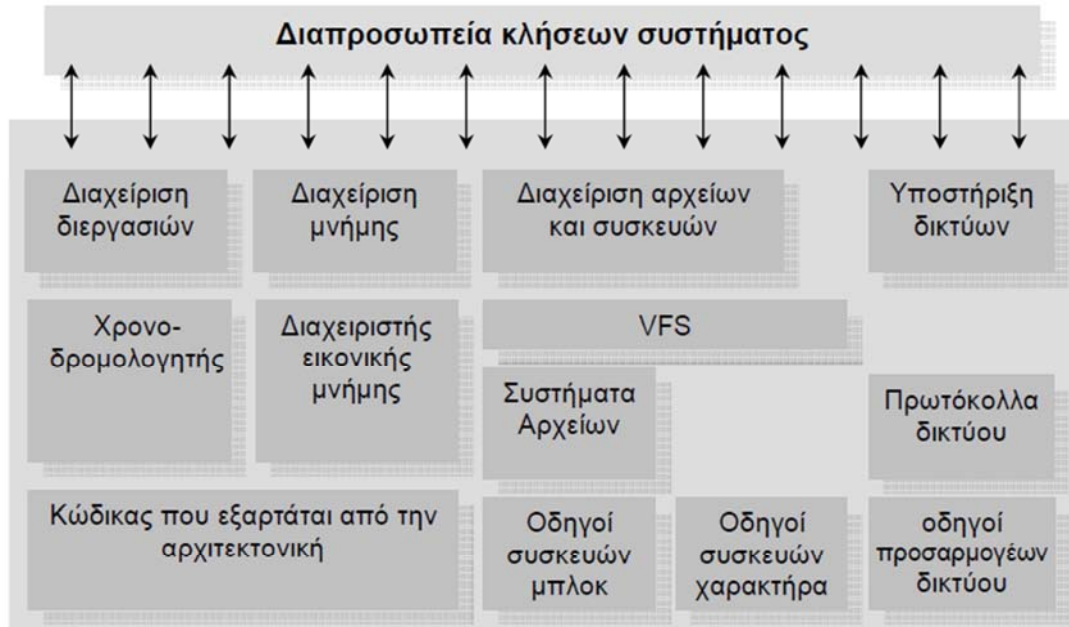 Διαπροσωπεία κλήσεων συστήματος
Διαχείριση
διεργασιών
Διαχείριση
μνήμης
Διαχείριση αρχείων
και συσκευών
Υποστήριξη
δικτύων
Χρονο-
δρομολογητής
Διαχειριστής
εικονικής
μνήμης
VFS
Συστήματα
Αρχείων
Πρωτόκολλα
δικτύου
Κώδικας που εξαρτάται από την
αρχιτεκτονική
Οδηγοί
συσκευών
μπλοκ
Οδηγοί
συσκευών
χαρακτήρα
οδηγοί
προσαρμογέων
δικτύου